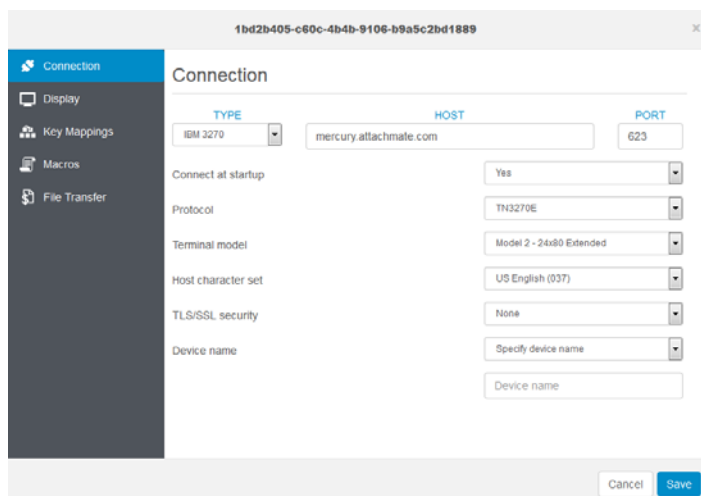 1bd2b405-c60c-4b4b-9106-b9a5c2bd1889
×
Connection
Display
Key Mappings
Macros
File Transfer
Connection
TYPE HOST PORT
IBM 3270 mercury.attachmate.com 623
Connect at startup Yes
Protocol TN3270E
Terminal model Model 2 - 24x80 Extended
Host character set US English (037)
TLS/SSL security None
Device name Specify device name
Device name
Cancel Save